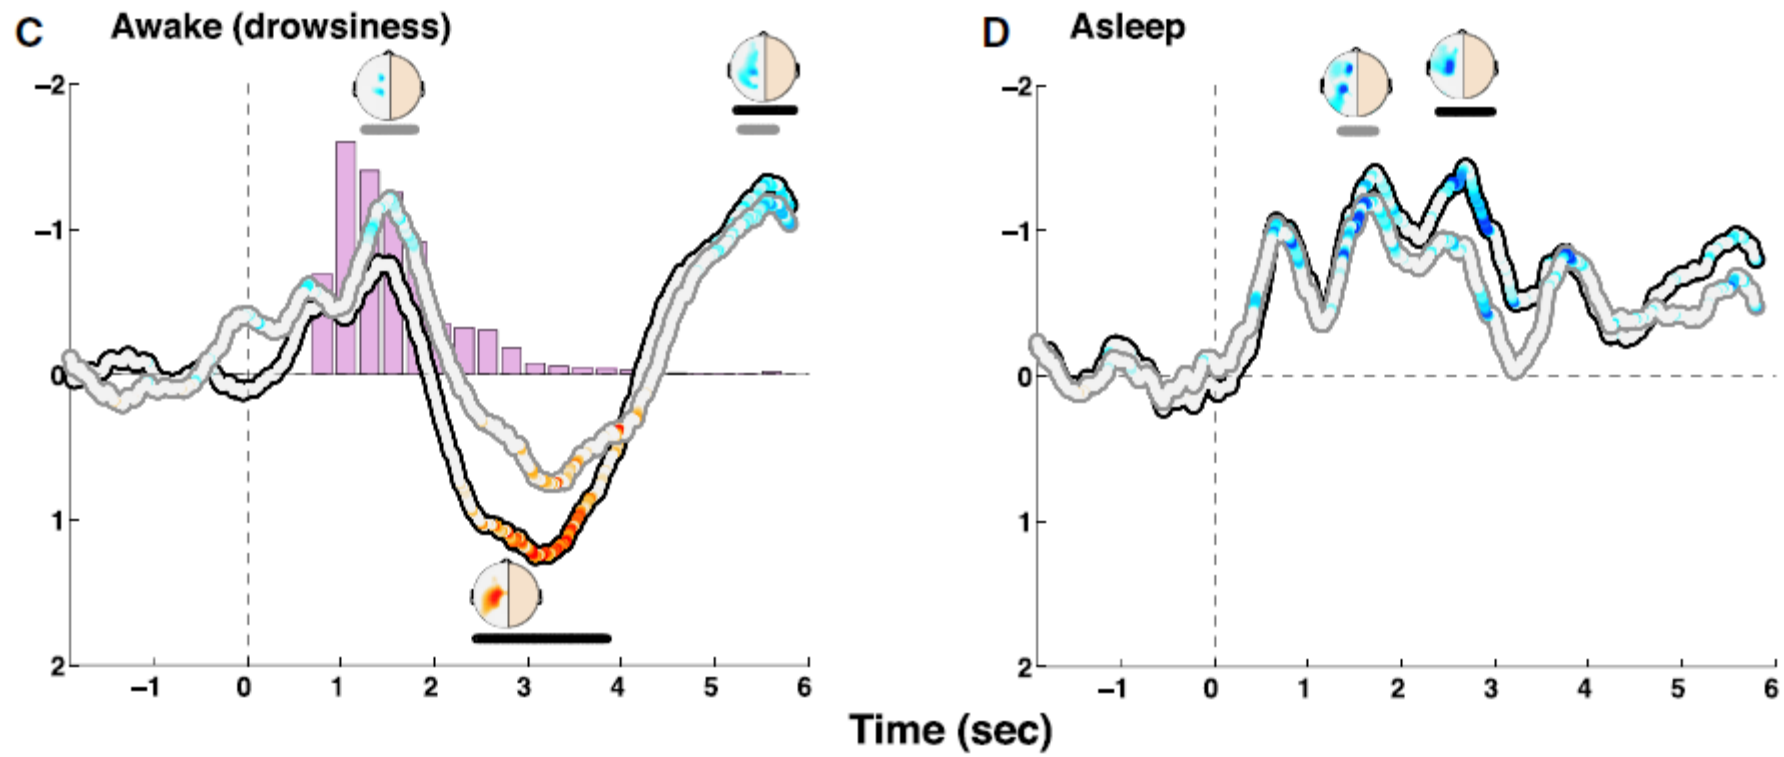 C Awake (drowsiness)
D Asleep
–2
–1
0
1
2
–1 0 1 2 3 4 5 6
–2
–1
0
1
2
–1 0 1 2 3 4 5 6
Time (sec)